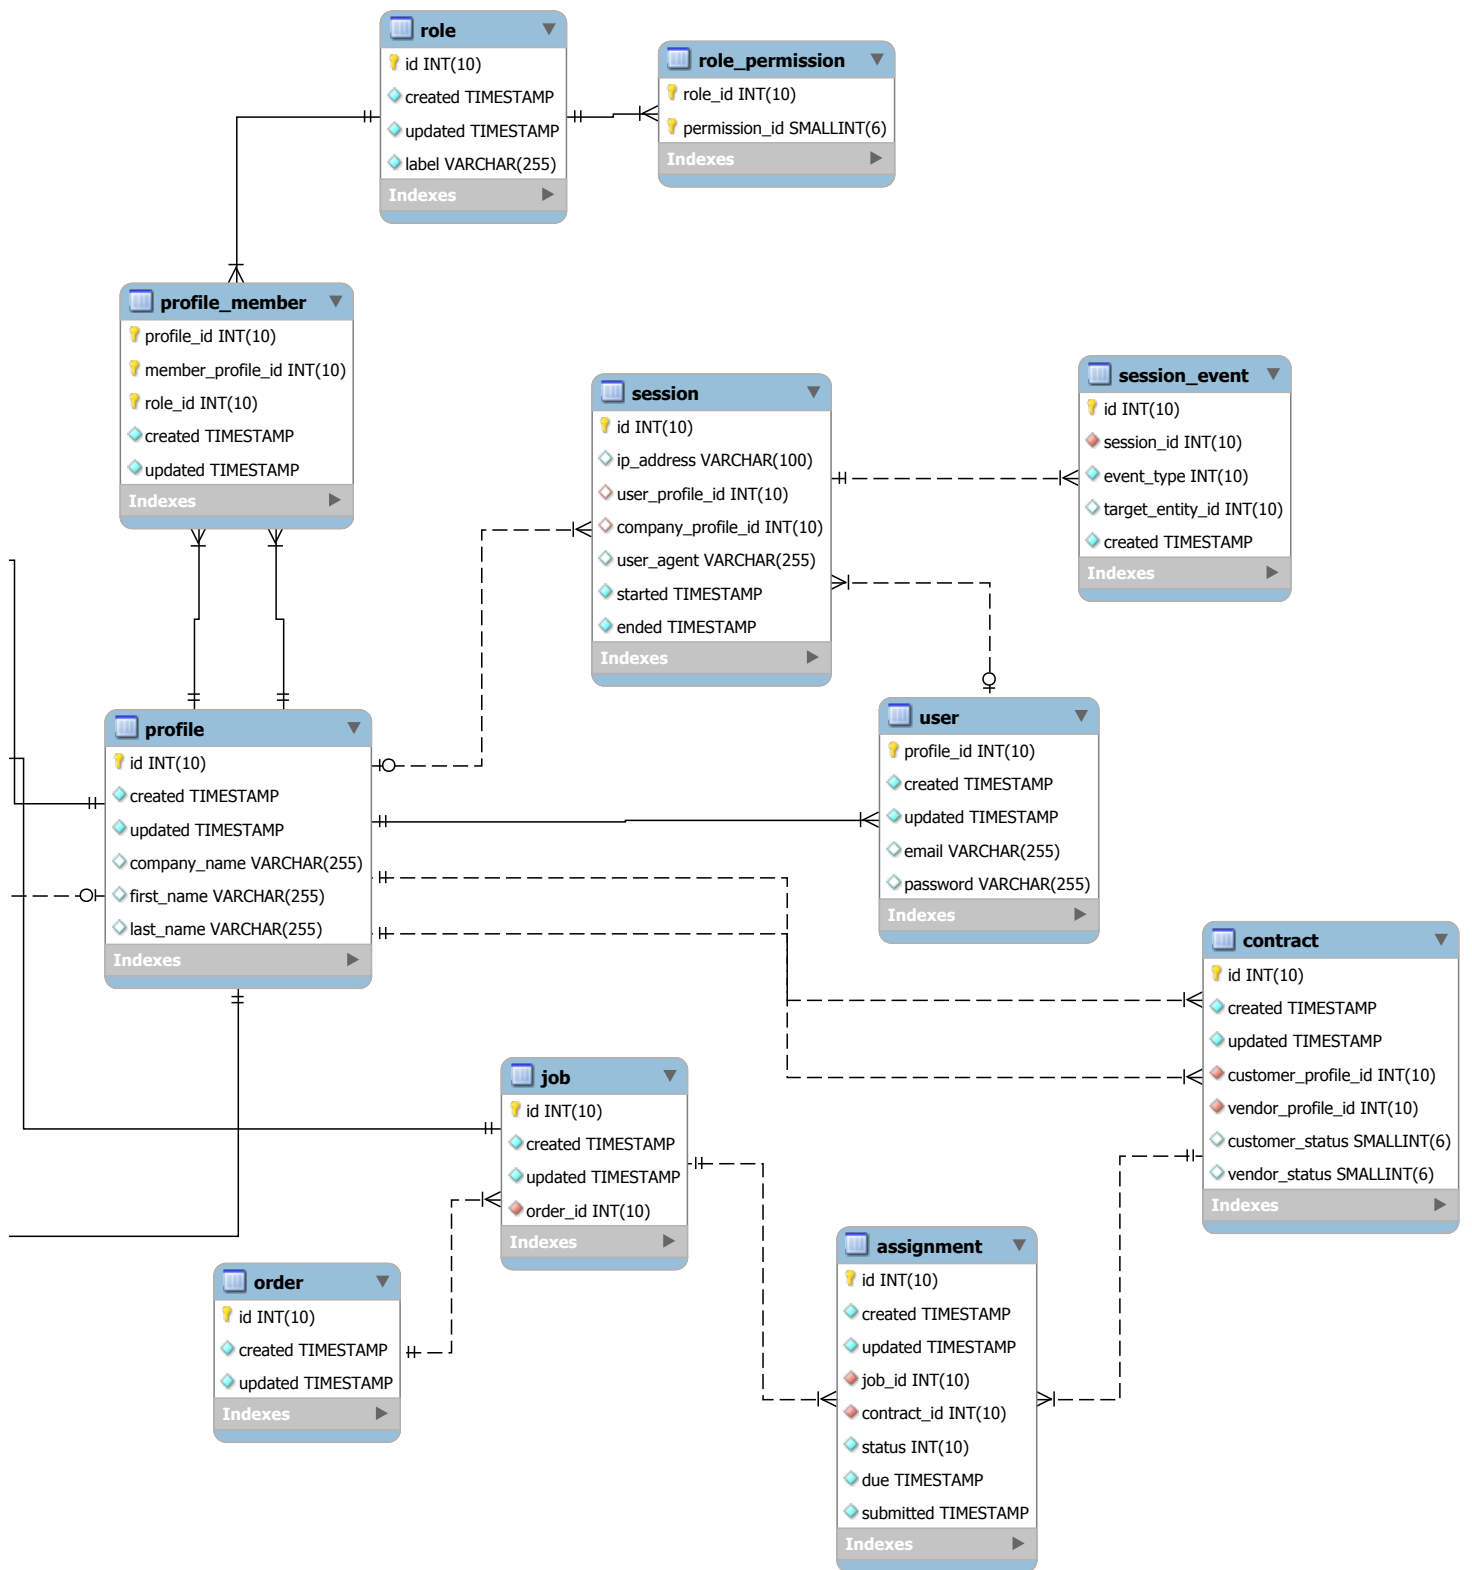 role
id INT(10)
created TIMESTAMP
updated TIMESTAMP
label VARCHAR(255)
Indexes
role_permission
role_id INT(10)
permission_id SMALLINT(6)
Indexes
profile_member
profile_id INT(10)
member_profile_id INT(10)
role_id INT(10)
created TIMESTAMP
updated TIMESTAMP
Indexes
session
id INT(10)
ip_address VARCHAR(100)
user_profile_id INT(10)
company_profile_id INT(10)
user_agent VARCHAR(255)
started TIMESTAMP
ended TIMESTAMP
Indexes
session_event
id INT(10)
session_id INT(10)
event_type INT(10)
target_entity_id INT(10)
created TIMESTAMP
Indexes
profile
id INT(10)
created TIMESTAMP
updated TIMESTAMP
company_name VARCHAR(255)
first_name VARCHAR(255)
last_name VARCHAR(255)
Indexes
user
profile_id INT(10)
created TIMESTAMP
updated TIMESTAMP
email VARCHAR(255)
password VARCHAR(255)
Indexes
contract
id INT(10)
created TIMESTAMP
updated TIMESTAMP
customer_profile_id INT(10)
vendor_profile_id INT(10)
customer_status SMALLINT(6)
vendor_status SMALLINT(6)
Indexes
job
id INT(10)
created TIMESTAMP
updated TIMESTAMP
order_id INT(10)
Indexes
order
id INT(10)
created TIMESTAMP
updated TIMESTAMP
Indexes
assignment
id INT(10)
created TIMESTAMP
updated TIMESTAMP
job_id INT(10)
contract_id INT(10)
status INT(10)
due TIMESTAMP
submitted TIMESTAMP
Indexes